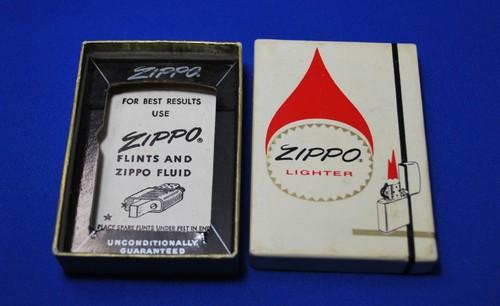 ZIPPO
FOR BEST RESULTS
USE
ZIPPO®
FLINTS AND
ZIPPO FLUID
PLACE SPARE FLINTS UNDER FELT IN END
UNCONDITIONALLY
GUARANTEED
ZIPPO
LIGHTER